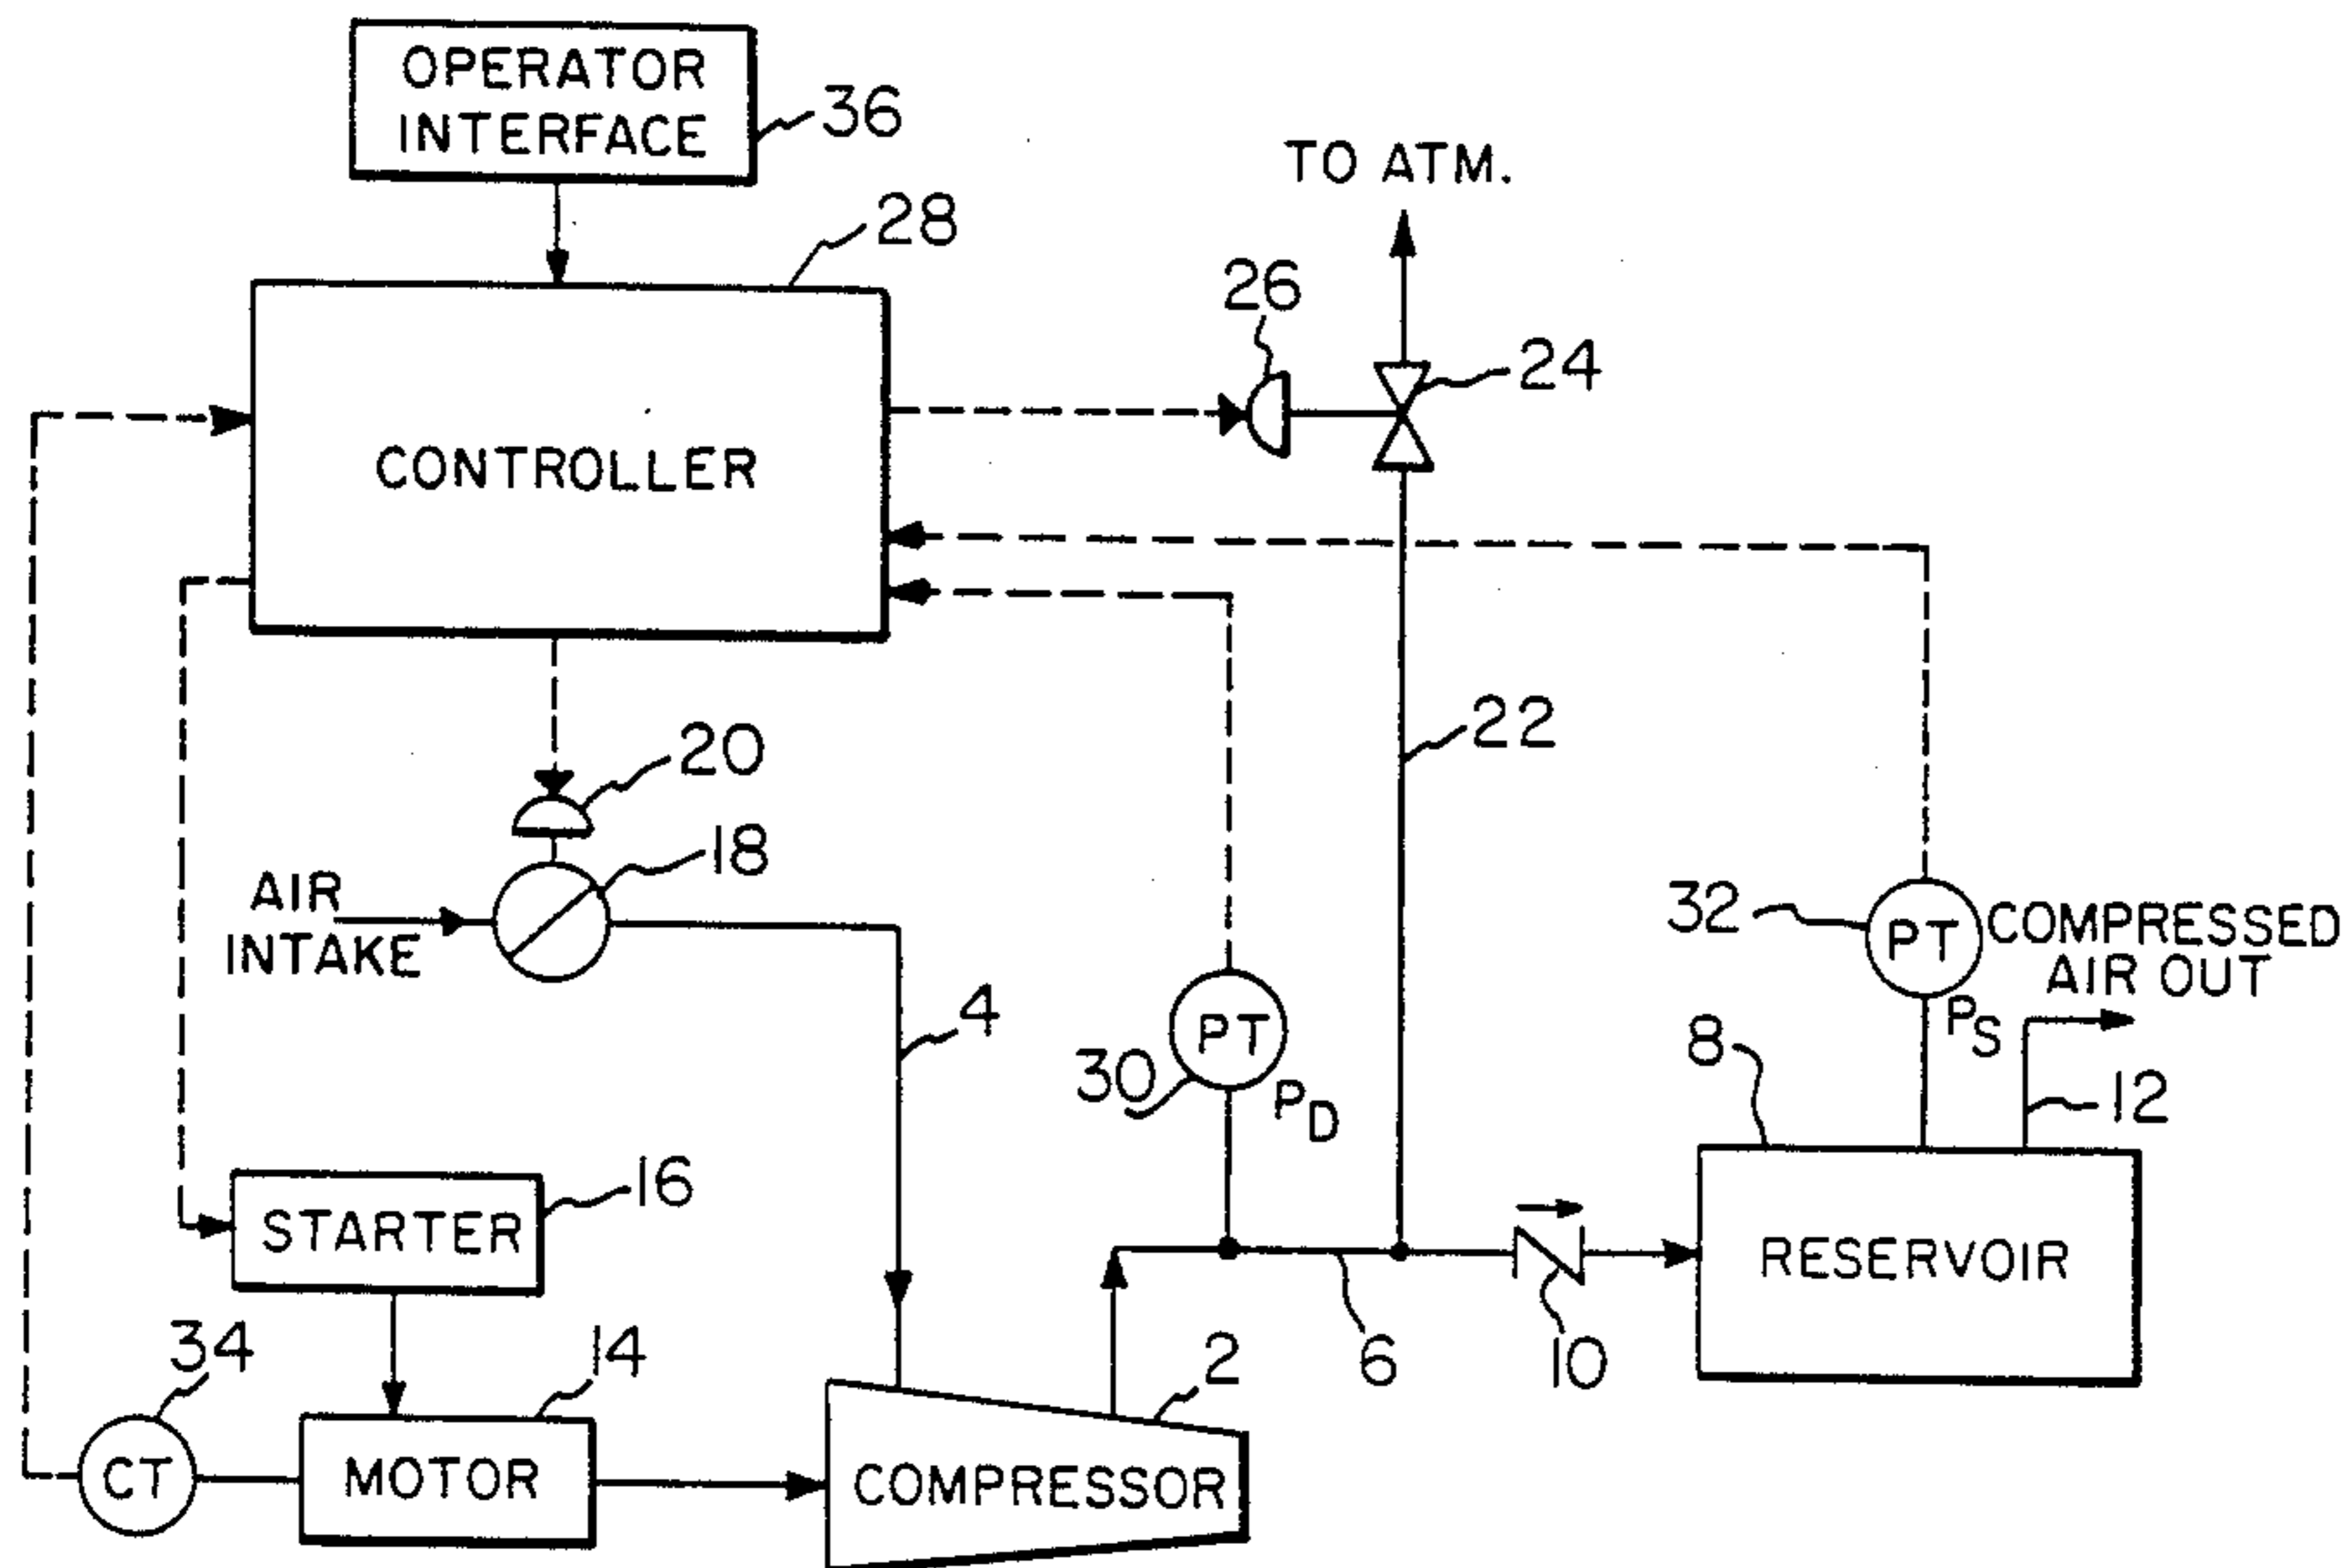 OPERATOR
INTERFACE
36
TO ATM.
28
26
24
CONTROLLER
22
20
18
AIR
INTAKE
32
PT
COMPRESSED
AIR OUT
4
PT
PS
30
PD
8
12
16
STARTER
RESERVOIR
34
14
2
6
10
CT
MOTOR
COMPRESSOR